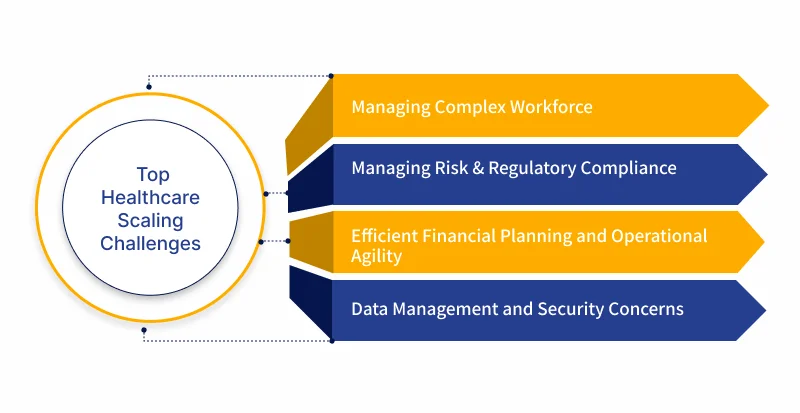 Top
Healthcare
Scaling
Challenges
Managing Complex Workforce
Managing Risk & Regulatory Compliance
Efficient Financial Planning and Operational
Agility
Data Management and Security Concerns